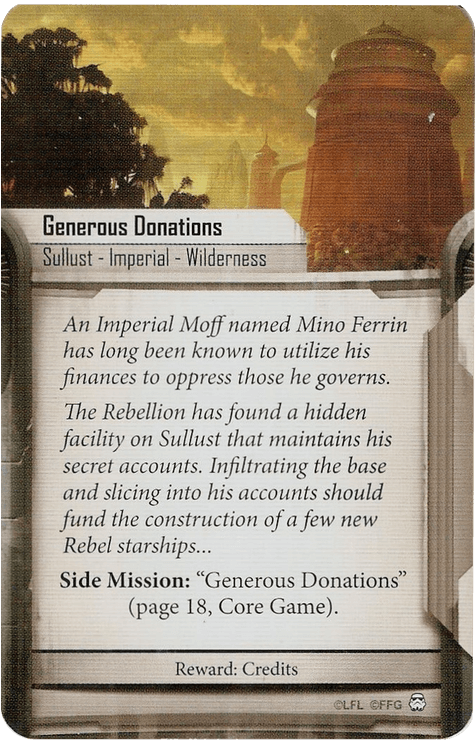 Generous Donations
Sullust - Imperial - Wilderness
An Imperial Moff named Mino Ferrin
has long been known to utilize his
finances to oppress those he governs.
The Rebellion has found a hidden
facility on Sullust that maintains his
secret accounts. Infiltrating the base
and slicing into his accounts should
fund the construction of a few new
Rebel starships...
Side Mission: “Generous Donations”
(page 18, Core Game).
Reward: Credits
©LFL ©FFG